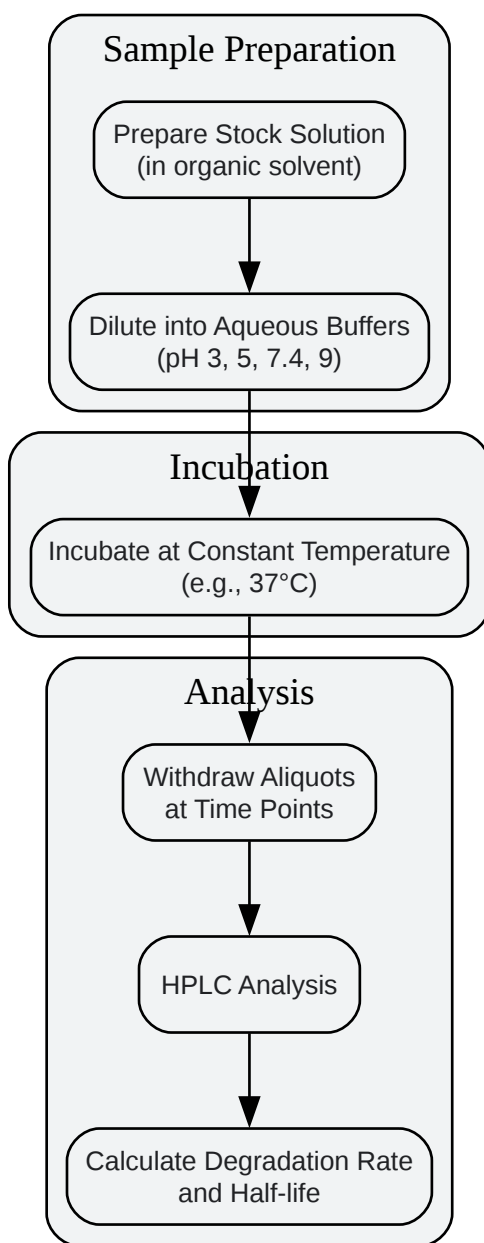 Sample Preparation
Prepare Stock Solution
(in organic solvent)
Dilute into Aqueous Buffers
(pH 3, 5, 7.4, 9)
Incubation
Incubate at Constant Temperature
(e.g., 37°C)
Analysis
Withdraw Aliquots
at Time Points
HPLC Analysis
Calculate Degradation Rate
and Half-life